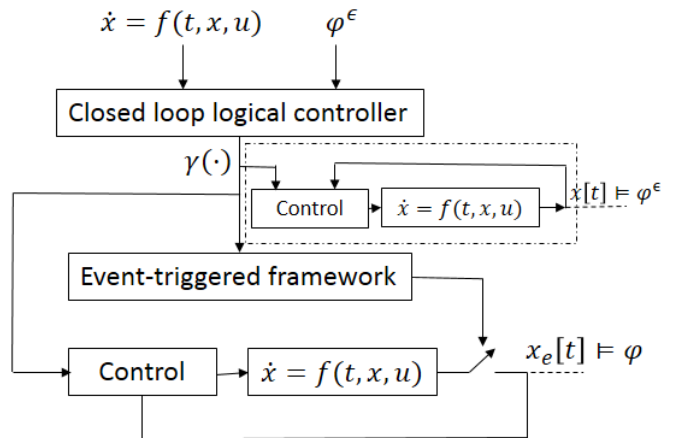 ẋ = f(t, x, u)
φ^ϵ
Closed loop logical controller
γ(·)
Control
ẋ = f(t, x, u)
x[t] ⊨ φ^ϵ
Event-triggered framework
Control
ẋ = f(t, x, u)
x_e[t] ⊨ φ